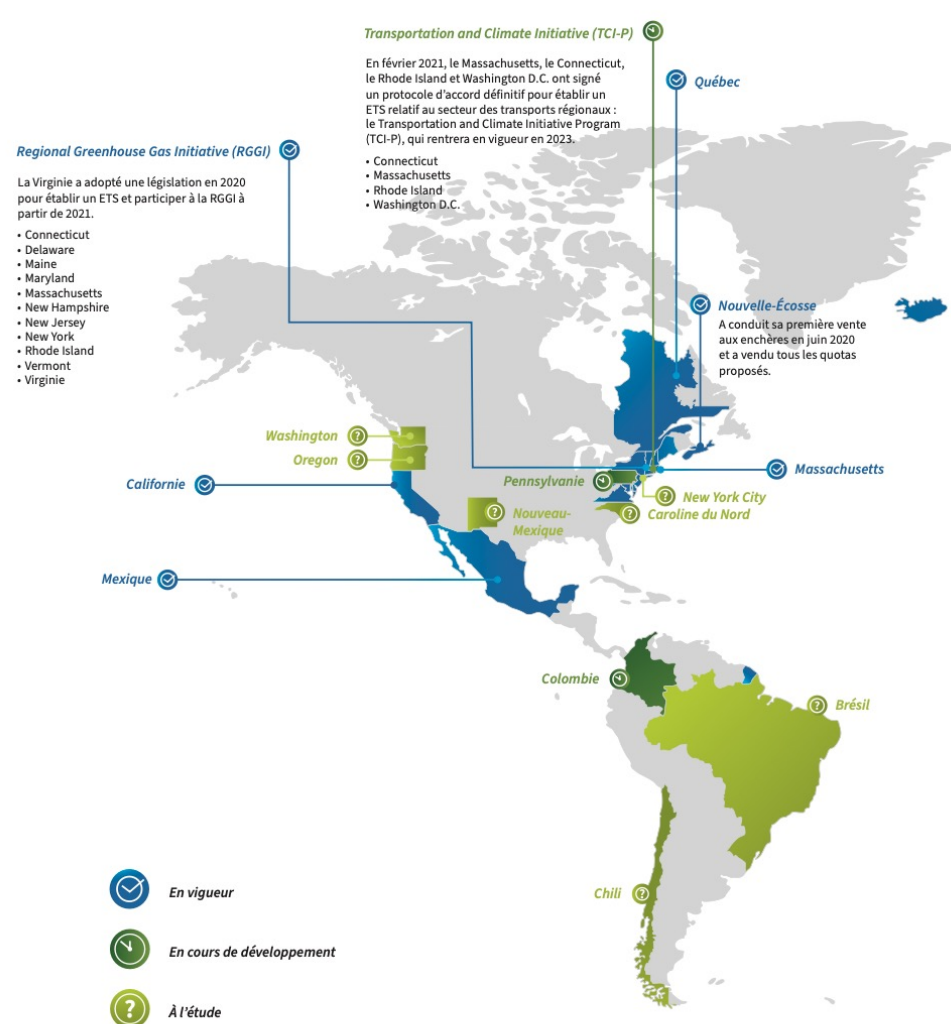 Transportation and Climate Initiative (TCI-P)
En février 2021, le Massachusetts, le Connecticut,
le Rhode Island et Washington D.C. ont signé
un protocole d'accord définitif pour établir un
ETS relatif au secteur des transports régionaux :
le Transportation and Climate Initiative Program
(TCI-P), qui rentrera en vigueur en 2023.
• Connecticut
• Massachusetts
• Rhode Island
• Washington D.C.
Québec
Regional Greenhouse Gas Initiative (RGGI)
La Virginie a adopté une législation en 2020
pour établir un ETS et participer à la RGGI à
partir de 2021.
• Connecticut
• Delaware
• Maine
• Maryland
• Massachusetts
• New Hampshire
• New Jersey
• New York
• Rhode Island
• Vermont
• Virginie
Nouvelle-Écosse
A conduit sa première vente
aux enchères en juin 2020
et a vendu tous les quotas
proposés.
Washington
Oregon
Californie
Pennsylvanie
Massachusetts
New York City
Caroline du Nord
Nouveau-
Mexique
Mexique
Colombie
Brésil
Chili
En vigueur
En cours de développement
À l'étude